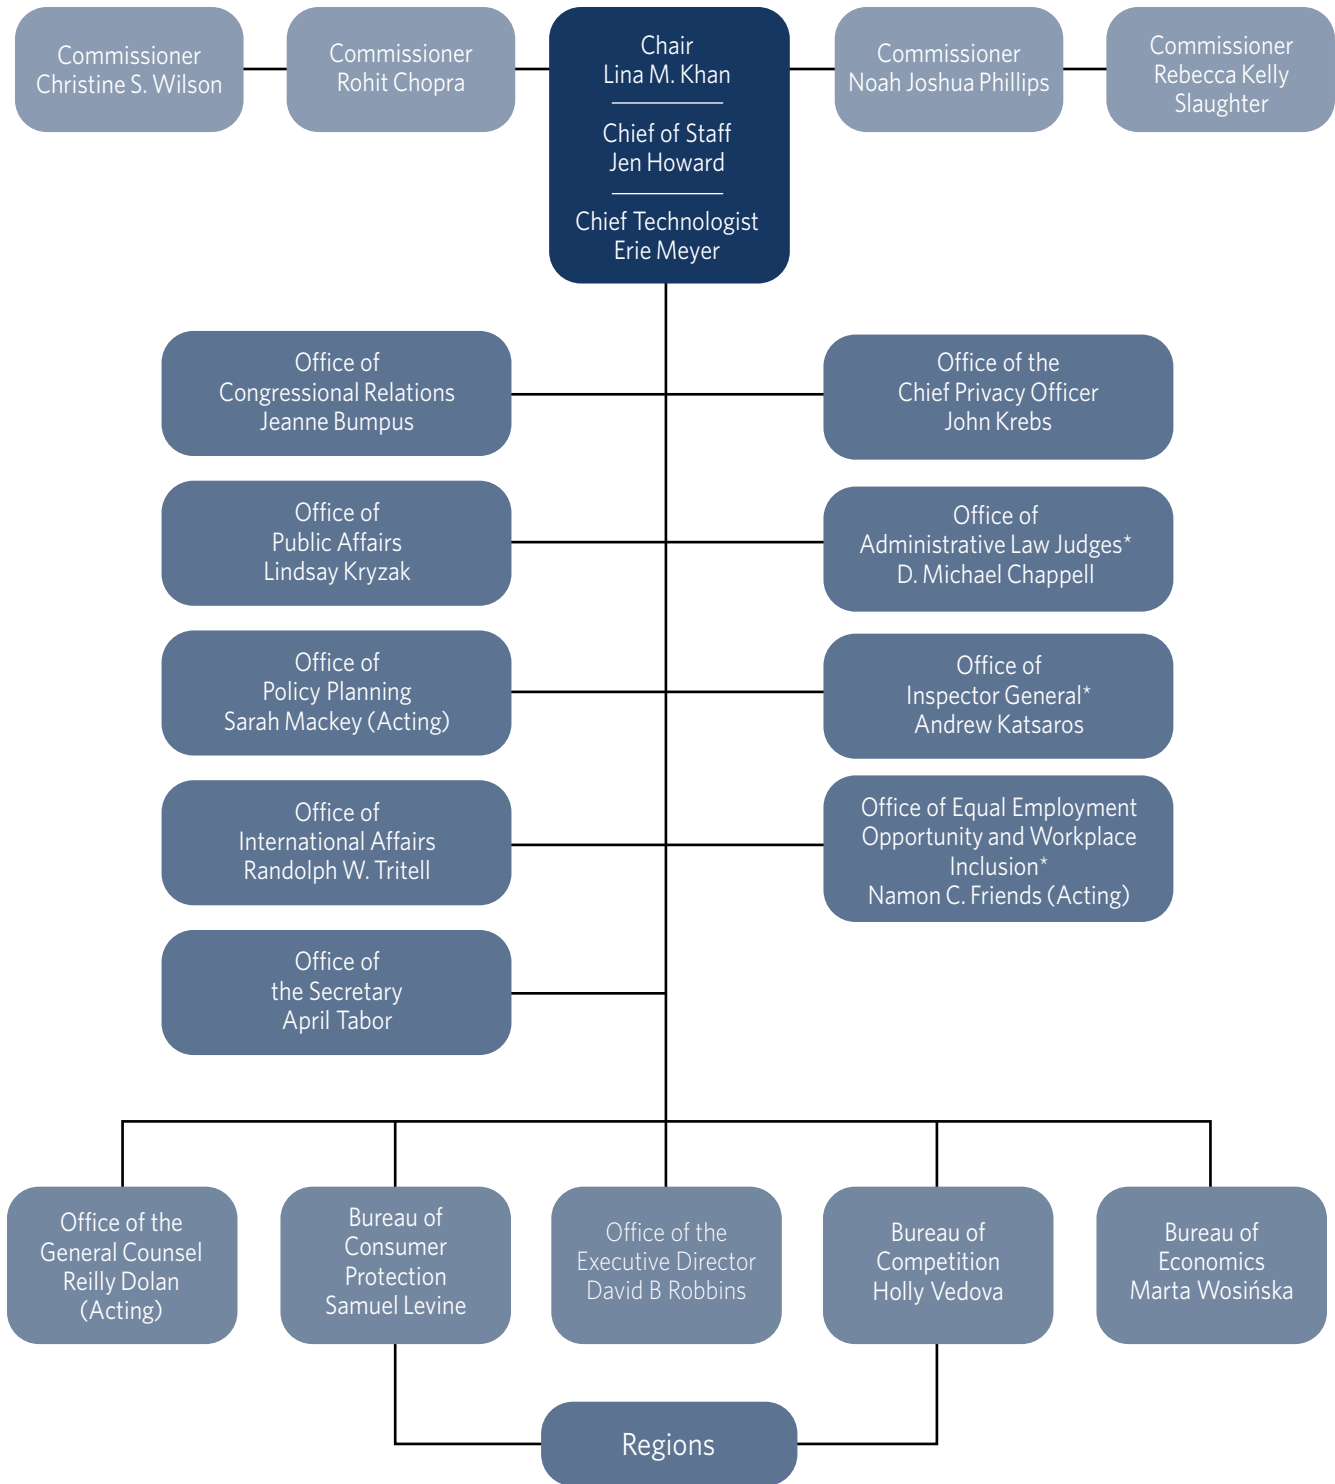 Commissioner
Christine S. Wilson
Commissioner
Rohit Chopra
Chair
Lina M. Khan
Chief of Staff
Jen Howard
Chief Technologist
Erie Meyer
Commissioner
Noah Joshua Phillips
Commissioner
Rebecca Kelly
Slaughter
Office of
Congressional Relations
Jeanne Bumpus
Office of the
Chief Privacy Officer
John Krebs
Office of
Public Affairs
Lindsay Kryzak
Office of
Administrative Law Judges*
D. Michael Chappell
Office of
Policy Planning
Sarah Mackey (Acting)
Office of
Inspector General*
Andrew Katsaros
Office of
International Affairs
Randolph W. Tritell
Office of Equal Employment
Opportunity and Workplace
Inclusion*
Namon C. Friends (Acting)
Office of
the Secretary
April Tabor
Office of the
General Counsel
Reilly Dolan
(Acting)
Bureau of
Consumer
Protection
Samuel Levine
Office of the
Executive Director
David B Robbins
Bureau of
Competition
Holly Vedova
Bureau of
Economics
Marta Wosińska
Regions